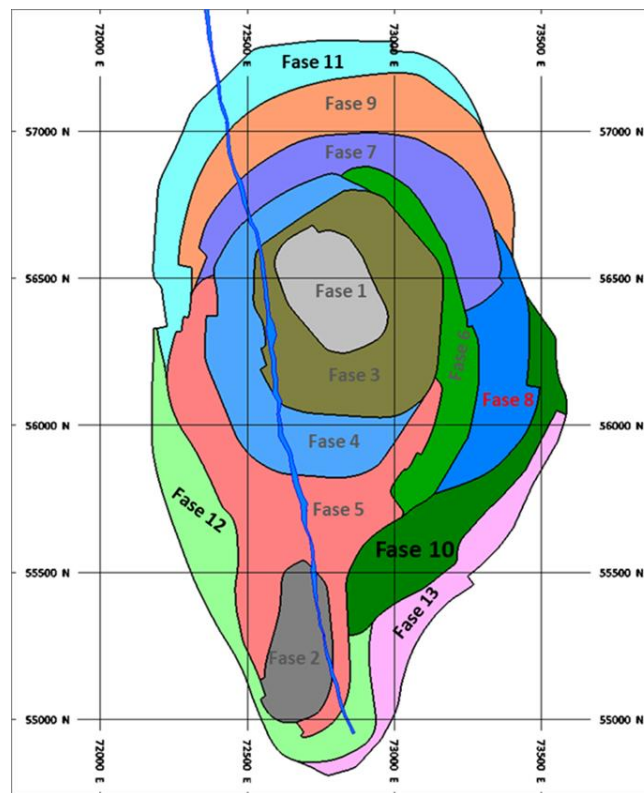 72000 E
72500 E
73000 E
73500 E
Fase 11
Fase 9
57000 N
57000 N
Fase 7
56500 N
56500 N
Fase 1
Fase 6
Fase 3
Fase 8
56000 N
56000 N
Fase 4
Fase 12
Fase 5
Fase 10
55500 N
55500 N
Fase 13
Fase 2
55000 N
55000 N
72000 E
72500 E
73000 E
73500 E